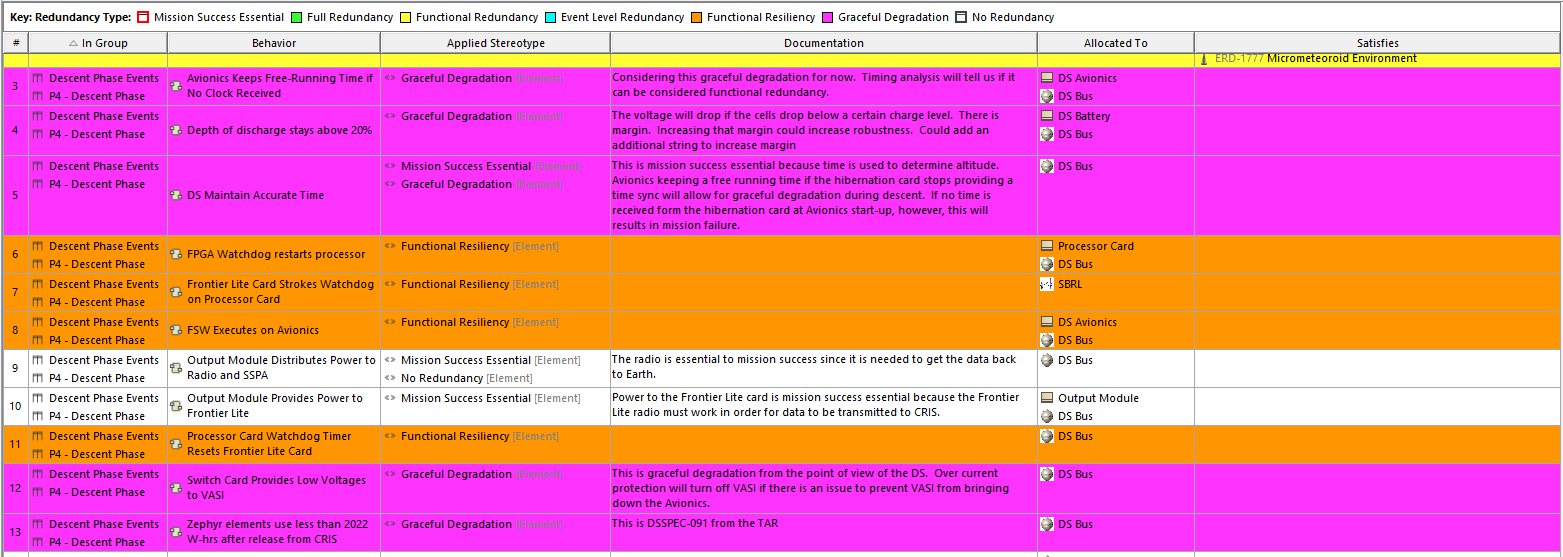 Key: Redundancy Type: Mission Success Essential Full Redundancy Functional Redundancy Event Level Redundancy Functional Resiliency Graceful Degradation No Redundancy
# In Group Behavior Applied Stereotype Documentation Allocated To Satisfies
ERD-1777 Micrometeoroid Environment
3
Descent Phase Events
P4 - Descent Phase
Avionics Keeps Free-Running Time if
No Clock Received
Graceful Degradation [Element]
Considering this graceful degradation for now. Timing analysis will tell us if it
can be considered functional redundancy.
DS Avionics
DS Bus
4
Descent Phase Events
P4 - Descent Phase
Depth of discharge stays above 20%
Graceful Degradation [Element]
The voltage will drop if the cells drop below a certain charge level. There is
margin. Increasing that margin could increase robustness. Could add an
additional string to increase margin
DS Battery
DS Bus
5
Descent Phase Events
P4 - Descent Phase
DS Maintain Accurate Time
Mission Success Essential [Element]
Graceful Degradation [Element]
This is mission success essential because time is used to determine altitude.
Avionics keeping a free running time if the hibernation card stops providing a
time sync will allow for graceful degradation during descent. If no time is
received form the hibernation card at Avionics start-up, however, this will
results in mission failure.
DS Bus
6
Descent Phase Events
P4 - Descent Phase
FPGA Watchdog restarts processor
Functional Resiliency [Element]
Processor Card
DS Bus
7
Descent Phase Events
P4 - Descent Phase
Frontier Lite Card Strokes Watchdog
on Processor Card
Functional Resiliency [Element]
SBRL
8
Descent Phase Events
P4 - Descent Phase
FSW Executes on Avionics
Functional Resiliency [Element]
DS Avionics
DS Bus
9
Descent Phase Events
P4 - Descent Phase
Output Module Distributes Power to
Radio and SSPA
Mission Success Essential [Element]
No Redundancy [Element]
The radio is essential to mission success since it is needed to get the data back
to Earth.
DS Bus
10
Descent Phase Events
P4 - Descent Phase
Output Module Provides Power to
Frontier Lite
Mission Success Essential [Element]
Power to the Frontier Lite card is mission success essential because the Frontier
Lite radio must work in order for data to be transmitted to CRIS.
Output Module
DS Bus
11
Descent Phase Events
P4 - Descent Phase
Processor Card Watchdog Timer
Resets Frontier Lite Card
Functional Resiliency [Element]
DS Bus
12
Descent Phase Events
P4 - Descent Phase
Switch Card Provides Low Voltages
to VASI
Graceful Degradation [Element]
This is graceful degradation from the point of view of the DS. Over current
protection will turn off VASI if there is an issue to prevent VASI from bringing
down the Avionics.
DS Bus
13
Descent Phase Events
P4 - Descent Phase
Zephyr elements use less than 2022
W-hrs after release from CRIS
Graceful Degradation [Element]
This is DSSPEC-091 from the TAR
DS Bus